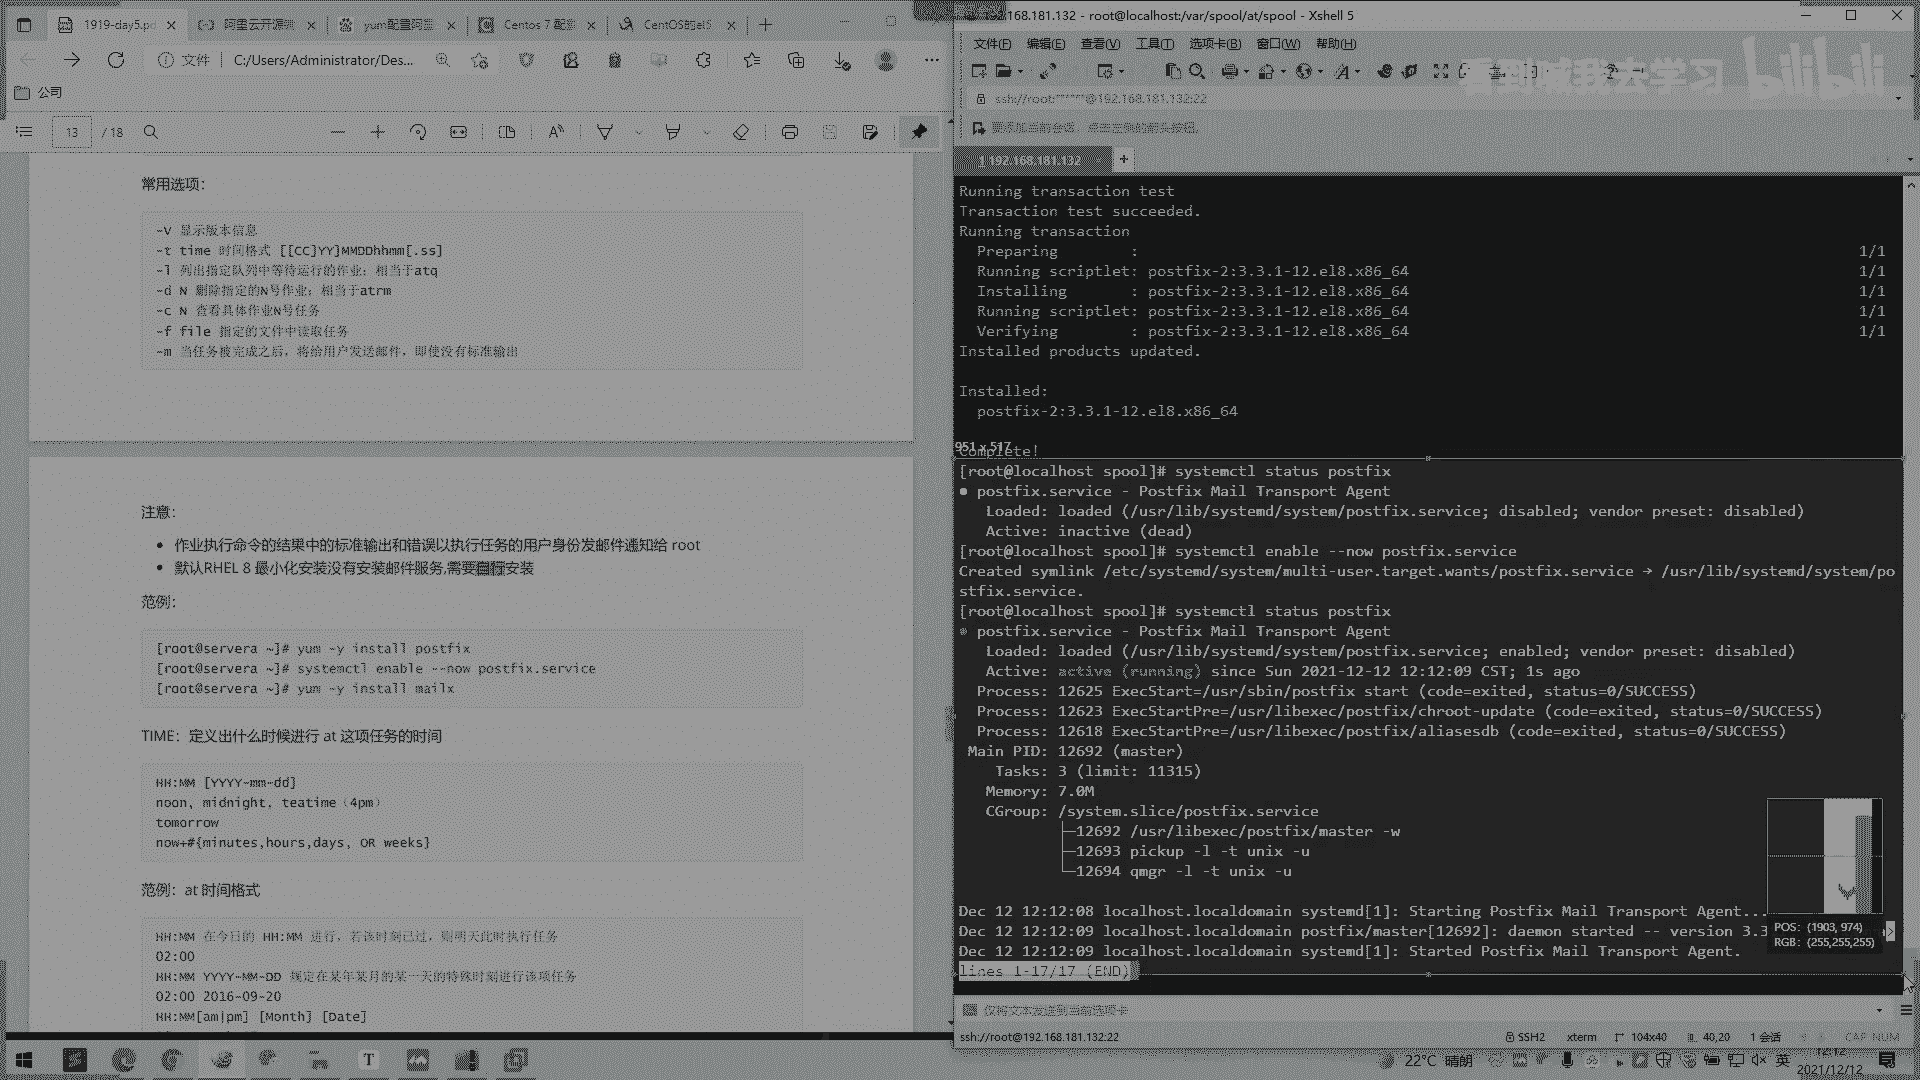 1919-day5.pd
阿里云开源
yum配置阿
Centos 7 配
CentOS的el
文件
C:/Users/Administrator/Des...
公司
13 / 18
常用选项:
-V 显示版本信息
-t time 时间格式 [[CC]YY]MMDDhhmm[.ss]
-l 列出指定队列中等待运行的作业；相当于atq
-d N 删除指定的N号作业；相当于atrm
-c N 查看具体作业N号任务
-f file 指定的文件中读取任务
-m 当任务被完成之后，将给用户发送邮件，即使没有标准输出
注意:
作业执行命令的结果中的标准输出和错误以执行任务的用户身份发邮件通知给 root
默认RHEL 8 最小化安装没有安装邮件服务,需要自行安装
范例:
[root@servera ~]# yum -y install postfix
[root@servera ~]# systemctl enable --now postfix.service
[root@servera ~]# yum -y install mailx
TIME：定义出什么时候进行 at 这项任务的时间
HH:MM [YYYY-mm-dd]
noon, midnight, teatime（4pm）
tomorrow
now+#{minutes,hours,days, OR weeks}
范例：at 时间格式
HH:MM 在今日的 HH:MM 进行，若该时刻已过，则明天此时执行任务
02:00
HH:MM YYYY-MM-DD 规定在某年某月的某一天的特殊时刻进行该项任务
02:00 2016-09-20
HH:MM[am|pm] [Month] [Date]
168.181.132 - root@localhost:/var/spool/at/spool - Xshell 5
文件(F) 编辑(E) 查看(V) 工具(T) 选项卡(B) 窗口(W) 帮助(H)
看到喊我去学习 bilibili
ssh://root:******@192.168.181.132:22
要添加当前会话，点击左侧的箭头按钮。
1 192.168.181.132
Running transaction test
Transaction test succeeded.
Running transaction
Preparing : 1/1
Running scriptlet: postfix-2:3.3.1-12.el8.x86_64 1/1
Installing : postfix-2:3.3.1-12.el8.x86_64 1/1
Running scriptlet: postfix-2:3.3.1-12.el8.x86_64 1/1
Verifying : postfix-2:3.3.1-12.el8.x86_64 1/1
Installed products updated.
Installed:
postfix-2:3.3.1-12.el8.x86_64
951 x 517
Complete!
[root@localhost spool]# systemctl status postfix
● postfix.service - Postfix Mail Transport Agent
Loaded: loaded (/usr/lib/systemd/system/postfix.service; disabled; vendor preset: disabled)
Active: inactive (dead)
[root@localhost spool]# systemctl enable --now postfix.service
Created symlink /etc/systemd/system/multi-user.target.wants/postfix.service → /usr/lib/systemd/system/po
stfix.service.
[root@localhost spool]# systemctl status postfix
● postfix.service - Postfix Mail Transport Agent
Loaded: loaded (/usr/lib/systemd/system/postfix.service; enabled; vendor preset: disabled)
Active: active (running) since Sun 2021-12-12 12:12:09 CST; 1s ago
Process: 12625 ExecStart=/usr/sbin/postfix start (code=exited, status=0/SUCCESS)
Process: 12623 ExecStartPre=/usr/libexec/postfix/chroot-update (code=exited, status=0/SUCCESS)
Process: 12618 ExecStartPre=/usr/libexec/postfix/aliasesdb (code=exited, status=0/SUCCESS)
Main PID: 12692 (master)
Tasks: 3 (limit: 11315)
Memory: 7.0M
CGroup: /system.slice/postfix.service
├─12692 /usr/libexec/postfix/master -w
├─12693 pickup -l -t unix -u
└─12694 qmgr -l -t unix -u
Dec 12 12:12:08 localhost.localdomain systemd[1]: Starting Postfix Mail Transport Agent...
Dec 12 12:12:09 localhost.localdomain postfix/master[12692]: daemon started -- version 3.3
Dec 12 12:12:09 localhost.localdomain systemd[1]: Started Postfix Mail Transport Agent.
lines 1-17/17 (END)
POS: (1903, 974)
RGB: (255,255,255)
仅将文本发送到当前选项卡
ssh://root@192.168.181.132:22
SSH2 xterm 104x40 40,20 1 会话 CAP NUM
22°C 晴朗
英
12:12
2021/12/12